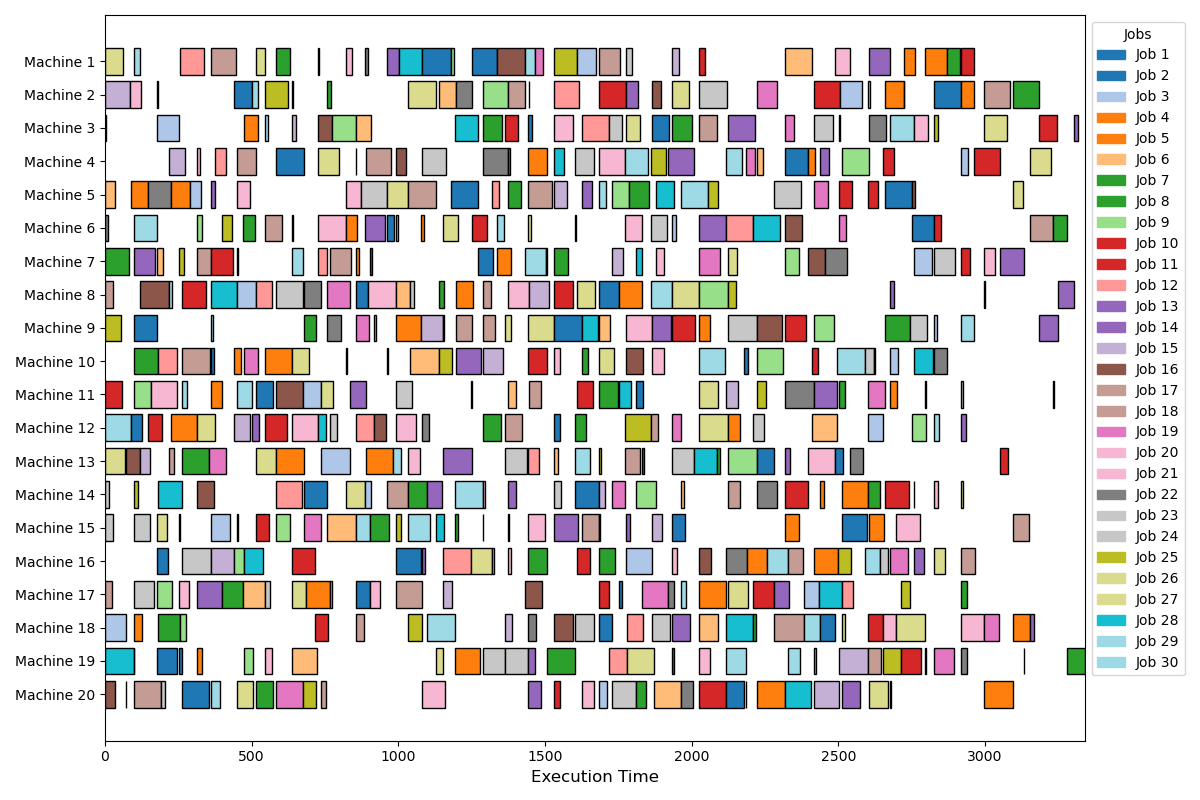 Machine 1
Machine 2
Machine 3
Machine 4
Machine 5
Machine 6
Machine 7
Machine 8
Machine 9
Machine 10
Machine 11
Machine 12
Machine 13
Machine 14
Machine 15
Machine 16
Machine 17
Machine 18
Machine 19
Machine 20
0 500 1000 1500 2000 2500 3000
Execution Time
Jobs
Job 1
Job 2
Job 3
Job 4
Job 5
Job 6
Job 7
Job 8
Job 9
Job 10
Job 11
Job 12
Job 13
Job 14
Job 15
Job 16
Job 17
Job 18
Job 19
Job 20
Job 21
Job 22
Job 23
Job 24
Job 25
Job 26
Job 27
Job 28
Job 29
Job 30